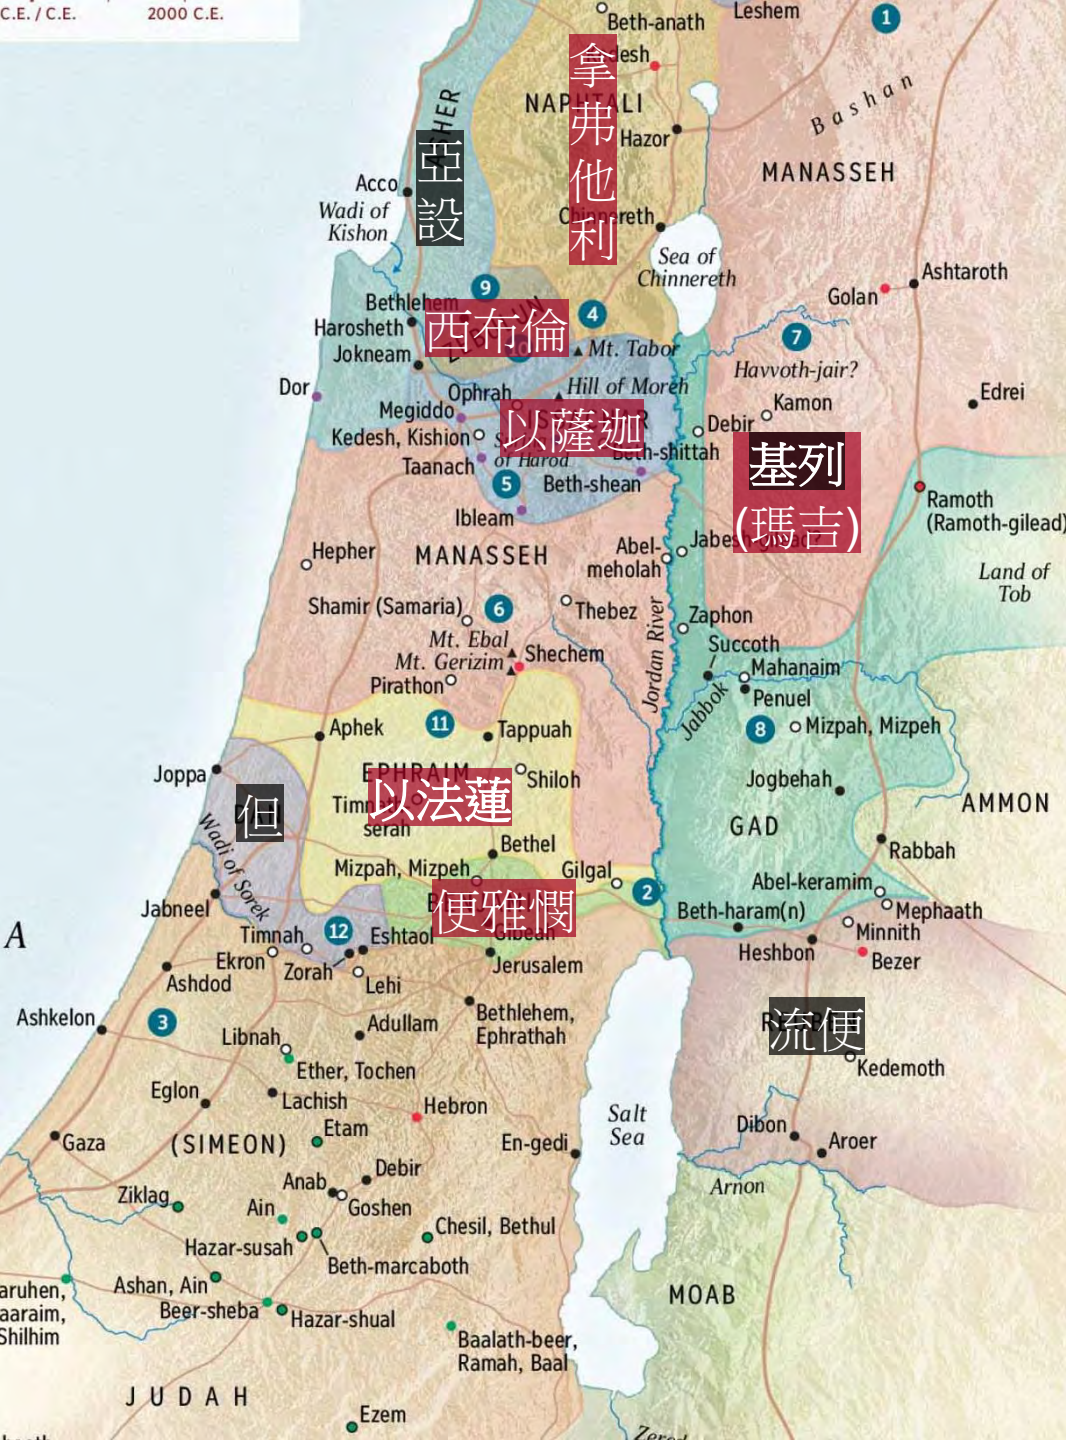 C.E. / C.E.
2000 C.E.
Beth-anath
Leshem
1
拿弗他利
NAPHTALI
Bashan
Hazor
亞設
MANASSEH
Acco
Wadi of
Kishon
Chinnereth
Sea of
Chinnereth
Ashtaroth
Golan
9
Bethlehem
4
7
Harosheth
西布倫
10
Jokneam
Mt. Tabor
Havvoth-jair?
Dor
Ophrah
Hill of Moreh
Edrei
Kamon
Megiddo
以薩迦
Debir
Kedesh, Kishion
Beth-shittah
基列
(瑪吉)
of Harod
Taanach
5
Beth-shean
Ramoth
(Ramoth-gilead)
Ibleam
Jabesh-gilead?
Hepher
MANASSEH
Abel-
meholah
Land of
Tob
Shamir (Samaria)
6
Thebez
Zaphon
Jordan River
Mt. Ebal
Succoth
Mt. Gerizim
Shechem
Mahanaim
Pirathon
Penuel
Jabbok
11
8
Mizpah, Mizpeh
Aphek
Tappuah
Joppa
EPHRAIM
Shiloh
Jogbehah
以法蓮
AMMON
但
Timnath-
serah
GAD
Wadi of Sorek
Bethel
Rabbah
Mizpah, Mizpeh
Gilgal
2
Abel-keramim
便雅憫
Jabneel
Beth-haram(n)
Mephaath
Timnah
12
Eshtaol
Gibeah
Minnith
A
Heshbon
Ekron
Zorah
Jerusalem
Bezer
Ashdod
Lehi
Ashkelon
3
Adullam
Bethlehem,
Ephrathah
流便
Libnah
Ether, Tochen
Kedemoth
Eglon
Lachish
Hebron
Salt
Sea
Etam
Dibon
Gaza
(SIMEON)
En-gedi
Aroer
Debir
Anab
Arnon
Ziklag
Ain
Goshen
Chesil, Bethul
Hazar-susah
Beth-marcaboth
Ashan, Ain
aruhen,
aaraim,
Shilhim
MOAB
Beer-sheba
Hazar-shual
Baalath-beer,
Ramah, Baal
JUDAH
Ezem
Zered